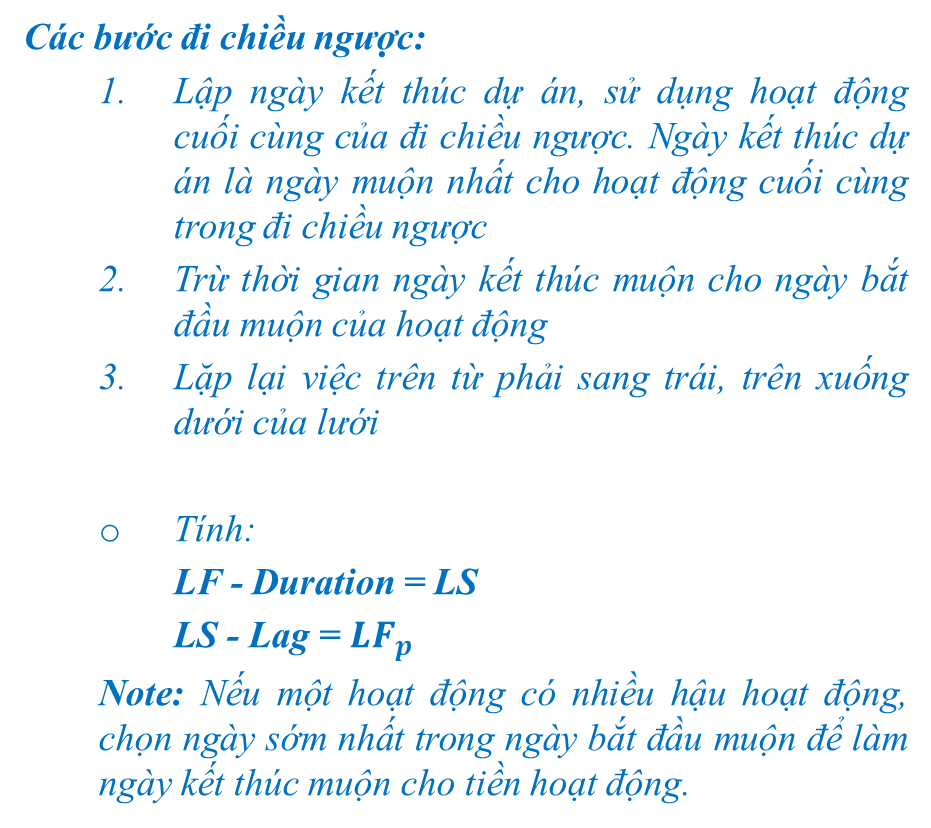 Các bước đi chiều ngược:
1. Lập ngày kết thúc dự án, sử dụng hoạt động
cuối cùng của đi chiều ngược. Ngày kết thúc dự
án là ngày muộn nhất cho hoạt động cuối cùng
trong đi chiều ngược
2. Trừ thời gian ngày kết thúc muộn cho ngày bắt
đầu muộn của hoạt động
3. Lặp lại việc trên từ phải sang trái, trên xuống
dưới của lưới
o Tính:
LF - Duration = LS
LS - Lag = LFₚ
Note: Nếu một hoạt động có nhiều hậu hoạt động,
chọn ngày sớm nhất trong ngày bắt đầu muộn để làm
ngày kết thúc muộn cho tiền hoạt động.